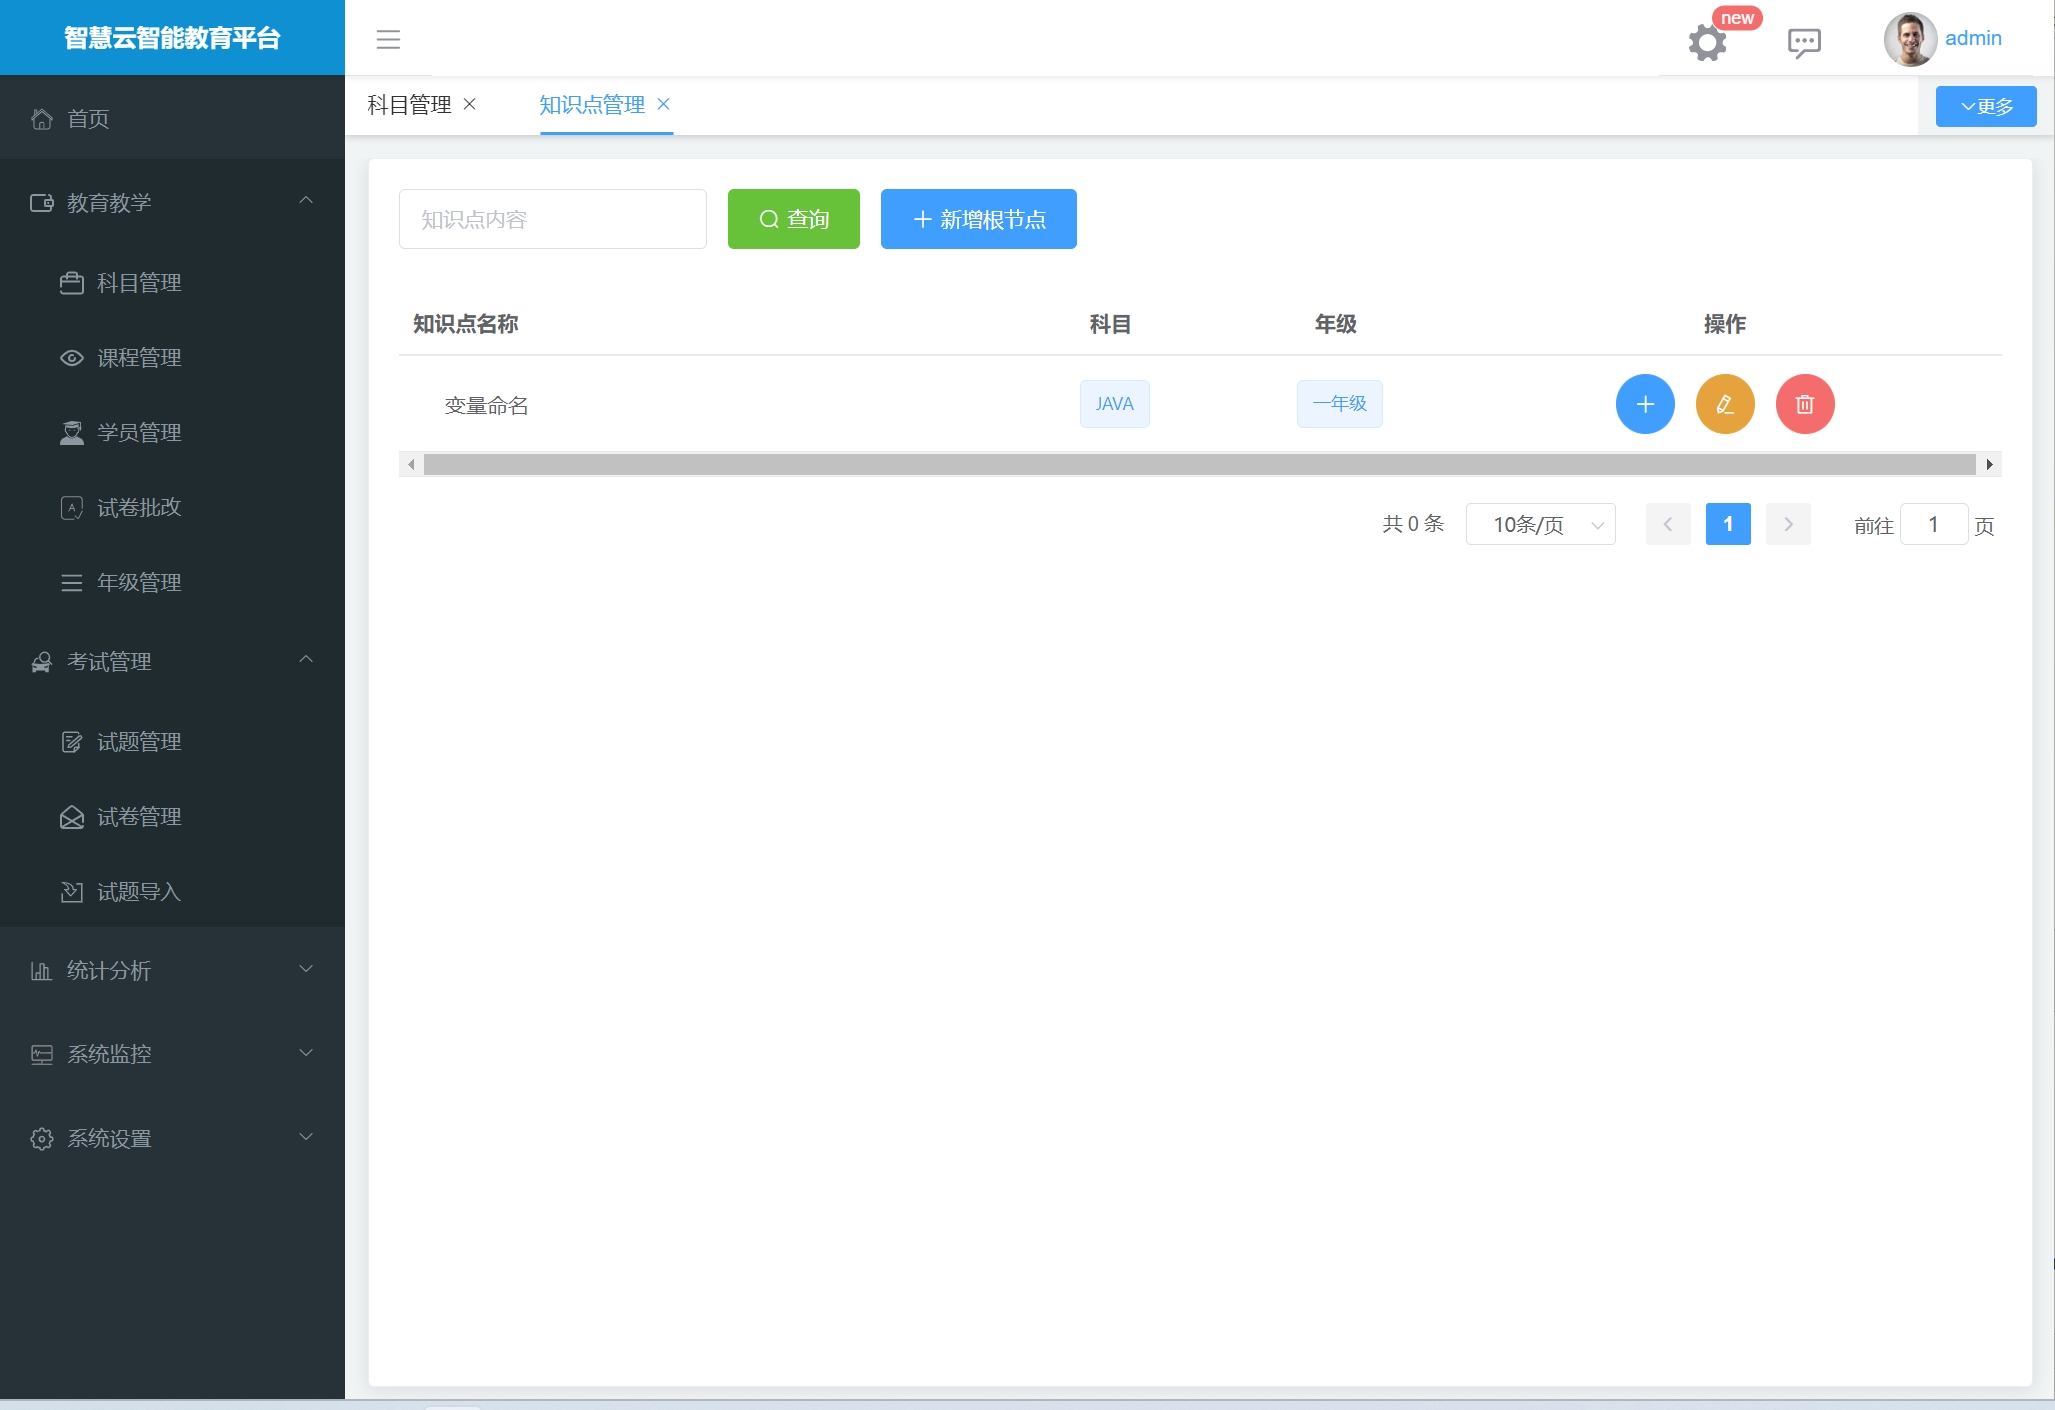 智慧云智能教育平台
new
admin
首页
科目管理
知识点管理
更多
教育教学
知识点内容
查询
新增根节点
科目管理
课程管理
学员管理
试卷批改
年级管理
考试管理
试题管理
试卷管理
试题导入
统计分析
系统监控
系统设置
知识点名称 科目 年级 操作
变量命名 JAVA 一年级
共 0 条 10条/页 1 前往 1 页